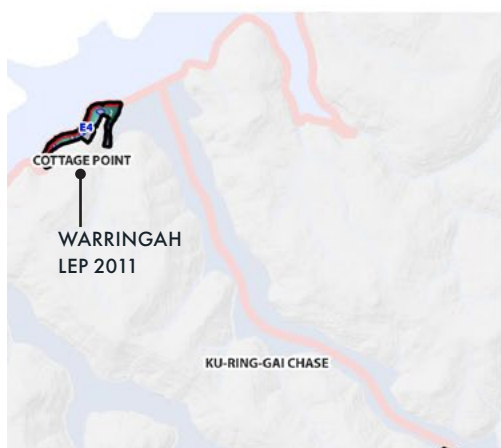 E4
COTTAGE POINT
WARRINGAH
LEP 2011
KU-RING-GAI CHASE